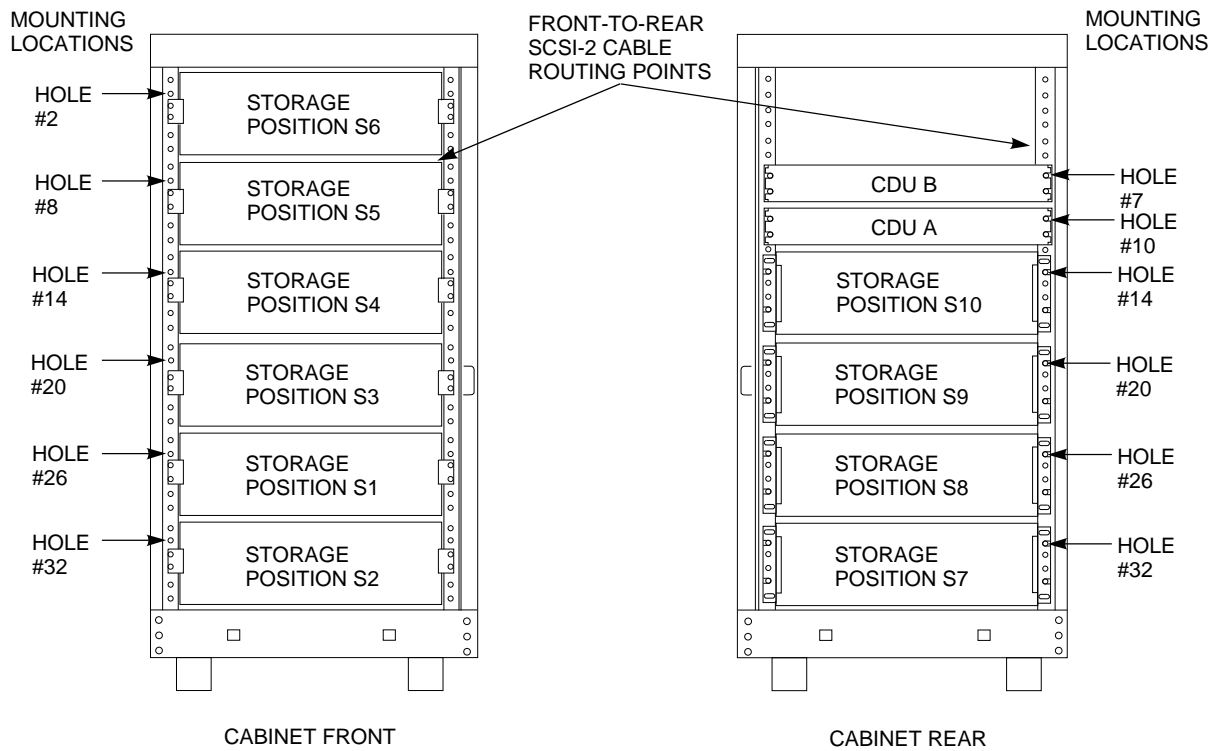 MOUNTING
LOCATIONS
FRONT-TO-REAR
SCSI-2 CABLE
ROUTING POINTS
MOUNTING
LOCATIONS
HOLE
#2
STORAGE
POSITION S6
HOLE
#8
STORAGE
POSITION S5
HOLE
#14
STORAGE
POSITION S4
HOLE
#20
STORAGE
POSITION S3
HOLE
#26
STORAGE
POSITION S1
HOLE
#32
STORAGE
POSITION S2
CABINET FRONT
CDU B
HOLE
#7
CDU A
HOLE
#10
STORAGE
POSITION S10
HOLE
#14
STORAGE
POSITION S9
HOLE
#20
STORAGE
POSITION S8
HOLE
#26
STORAGE
POSITION S7
HOLE
#32
CABINET REAR